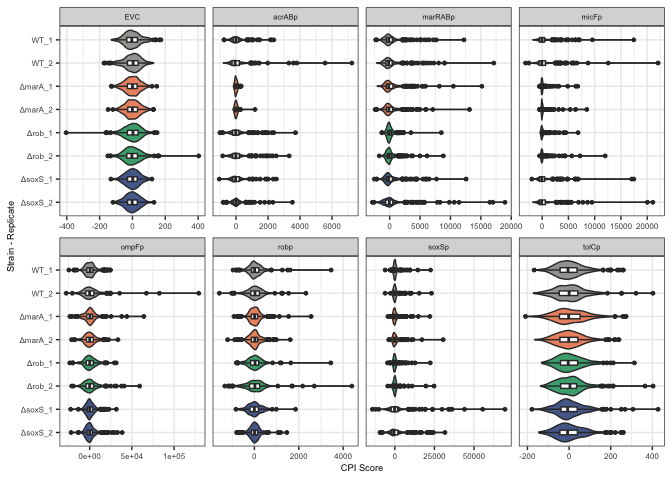 EVC acrABp marRABp micFp
WT_1
WT_2
ΔmarA_1
ΔmarA_2
Δrob_1
Δrob_2
ΔsoxS_1
ΔsoxS_2
-400 -200 0 200 400 0 2000 4000 6000 0 5000 10000 15000 20000 0 5000 10000 15000 20000
Strain - Replicate
ompFp robp soxSp tolCp
WT_1
WT_2
ΔmarA_1
ΔmarA_2
Δrob_1
Δrob_2
ΔsoxS_1
ΔsoxS_2
0e+00 5e+04 1e+05 0 2000 4000 0 25000 50000 -200 0 200 400
CPI Score